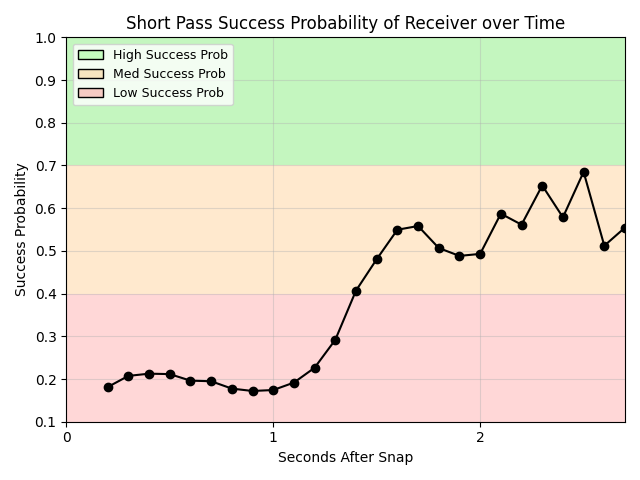 Short Pass Success Probability of Receiver over Time
1.0
0.9
0.8
0.7
0.6
0.5
0.4
0.3
0.2
0.1
Success Probability
High Success Prob
Med Success Prob
Low Success Prob
0 1 2
Seconds After Snap